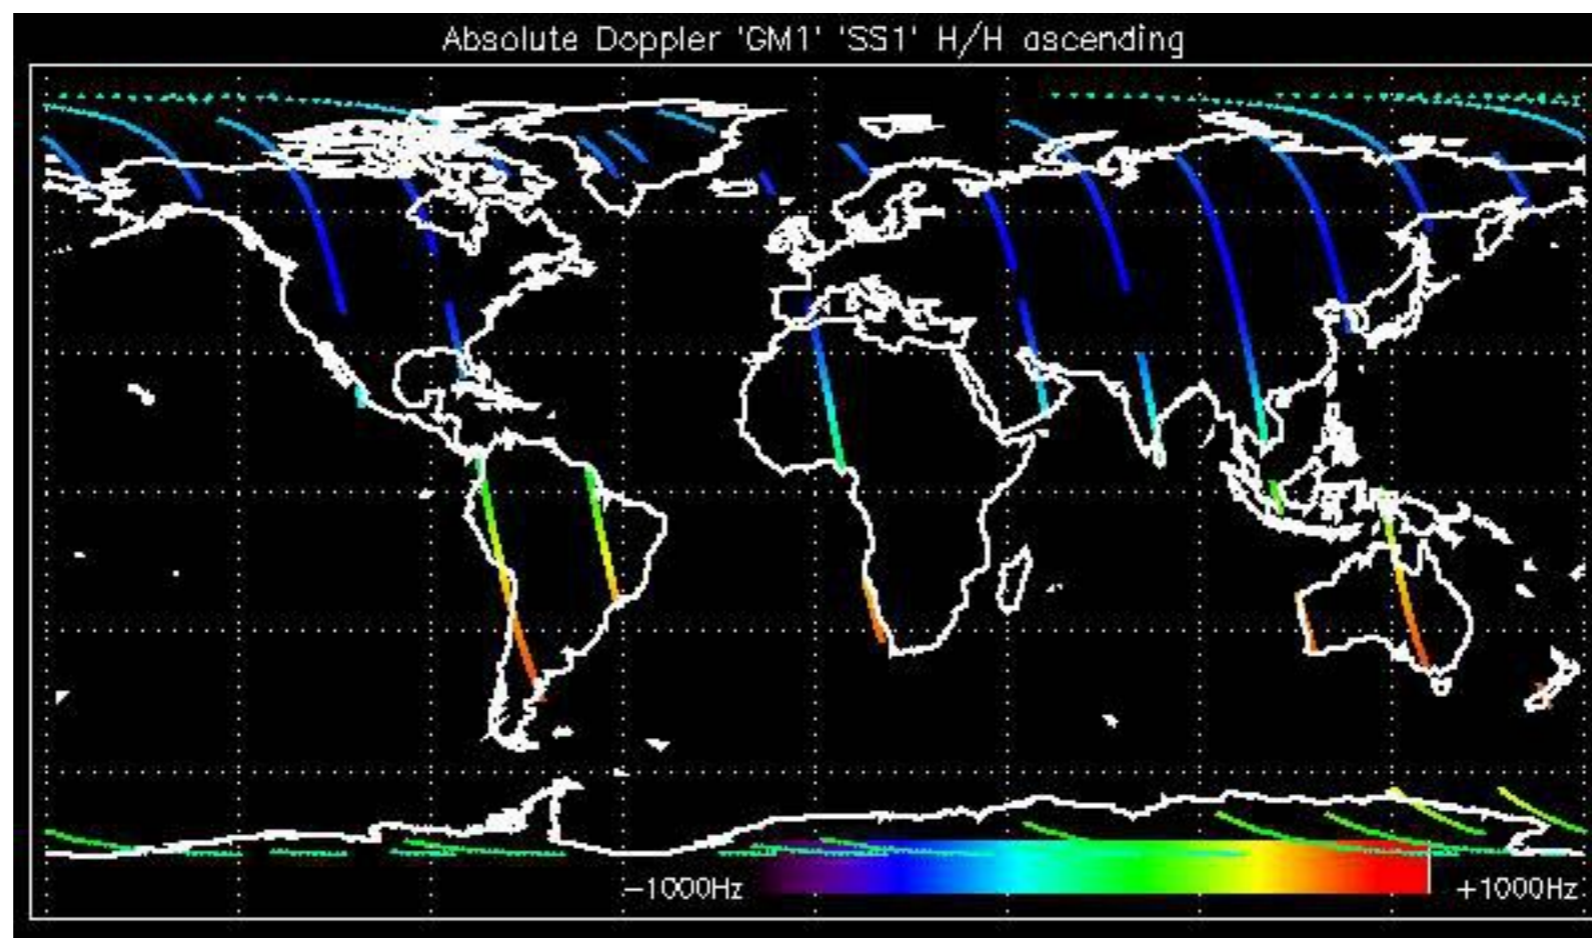 Absolute Doppler 'GM1' 'SS1' H/H ascending
−1000Hz +1000Hz